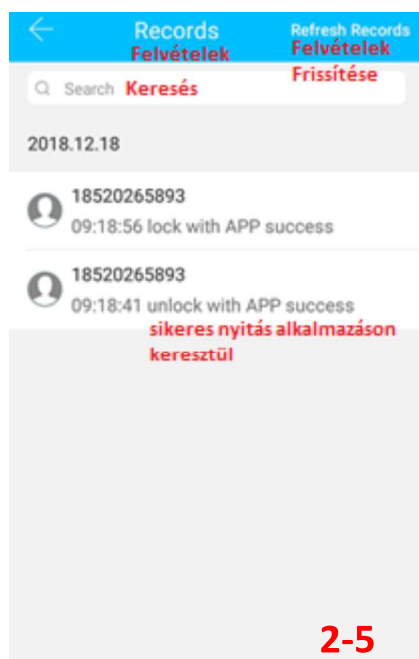 Records
Refresh Records
Felvételek
Felvételek
Frissítése
Search Keresés
2018.12.18
18520265893
09:18:56 lock with APP success
18520265893
09:18:41 unlock with APP success
sikeres nyitás alkalmazáson
keresztül
2-5